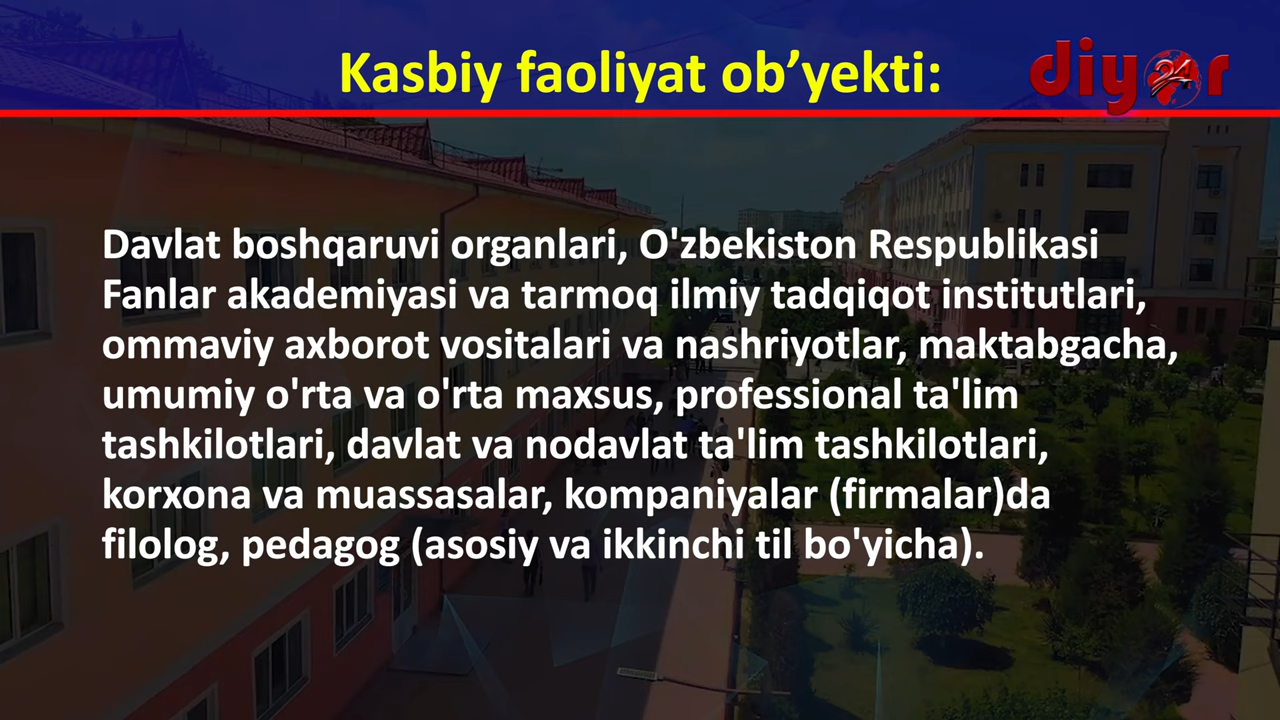 Kasbiy faoliyat ob’yekti:
diyor 24
Davlat boshqaruvi organlari, O'zbekiston Respublikasi
Fanlar akademiyasi va tarmoq ilmiy tadqiqot institutlari,
ommaviy axborot vositalari va nashriyotlar, maktabgacha,
umumiy o'rta va o'rta maxsus, professional ta'lim
tashkilotlari, davlat va nodavlat ta'lim tashkilotlari,
korxona va muassasalar, kompaniyalar (firmalar)da
filolog, pedagog (asosiy va ikkinchi til bo'yicha).